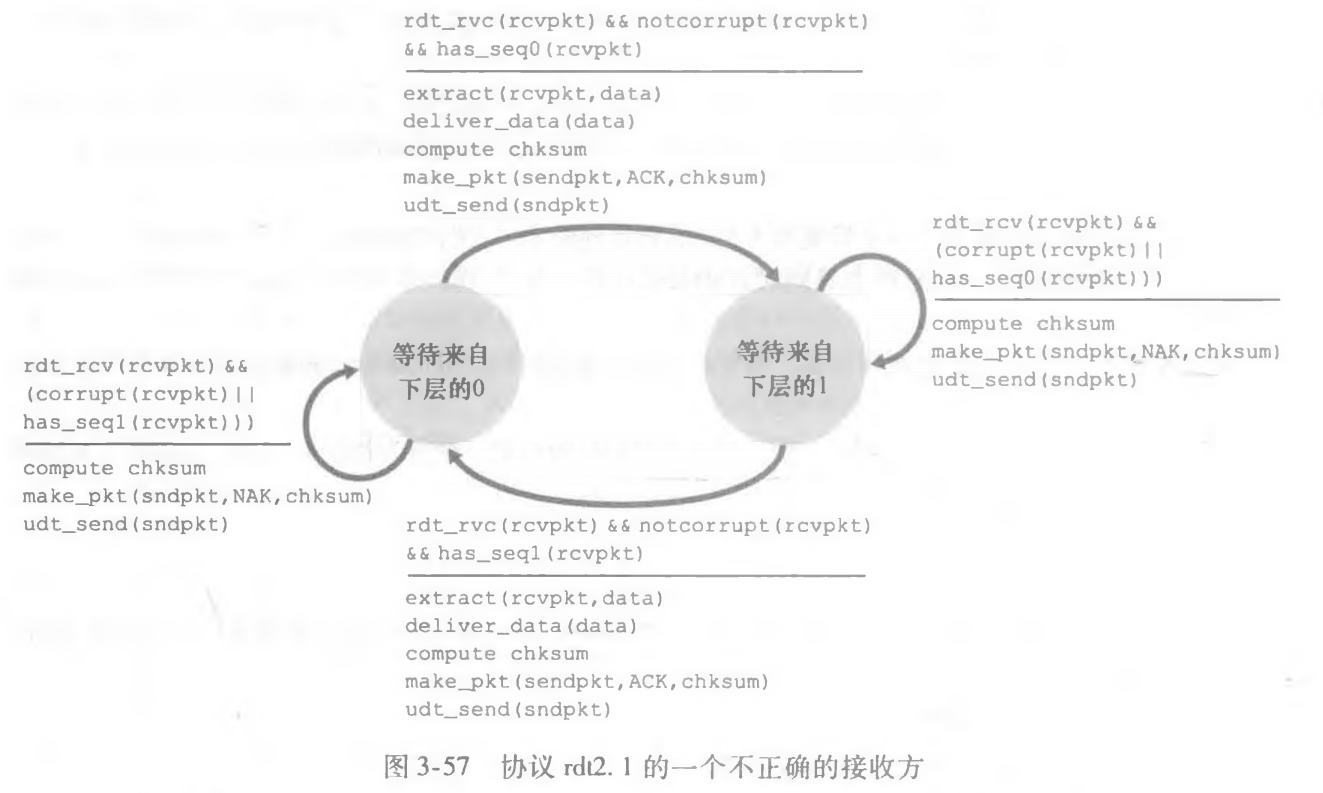 rdt_rvc(rcvpkt) && notcorrupt(rcvpkt)
&& has_seq0(rcvpkt)
extract(rcvpkt,data)
deliver_data(data)
compute chksum
make_pkt(sendpkt,ACK,chksum)
udt_send(sndpkt)
rdt_rcv(rcvpkt) &&
(corrupt(rcvpkt)||
has_seq0(rcvpkt)))
compute chksum
make_pkt(sndpkt,NAK,chksum)
udt_send(sndpkt)
等待来自
下层的0
等待来自
下层的1
rdt_rcv(rcvpkt) &&
(corrupt(rcvpkt)||
has_seq1(rcvpkt)))
compute chksum
make_pkt(sndpkt,NAK,chksum)
udt_send(sndpkt)
rdt_rvc(rcvpkt) && notcorrupt(rcvpkt)
&& has_seq1(rcvpkt)
extract(rcvpkt,data)
deliver_data(data)
compute chksum
make_pkt(sendpkt,ACK,chksum)
udt_send(sndpkt)
图 3-57 协议 rdt2.1 的一个不正确的接收方